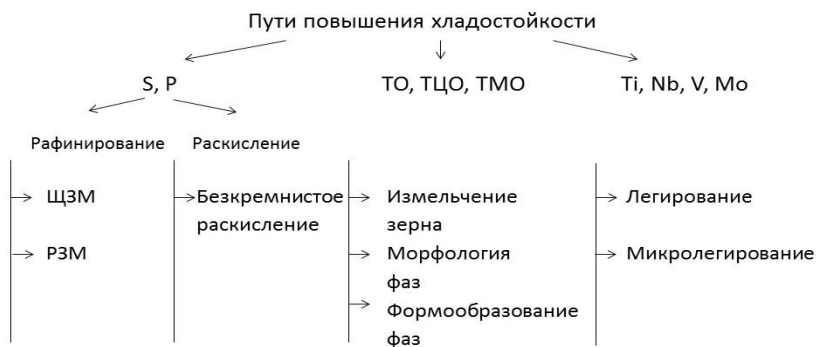 Пути повышения хладостойкости
S, P
ТО, ТЦО, ТМО
Ti, Nb, V, Mo
Рафинирование
Раскисление
ЩЗМ
РЗМ
Безкремнистое
раскисление
Измельчение
зерна
Морфология
фаз
Формообразование
фаз
Легирование
Микролегирование